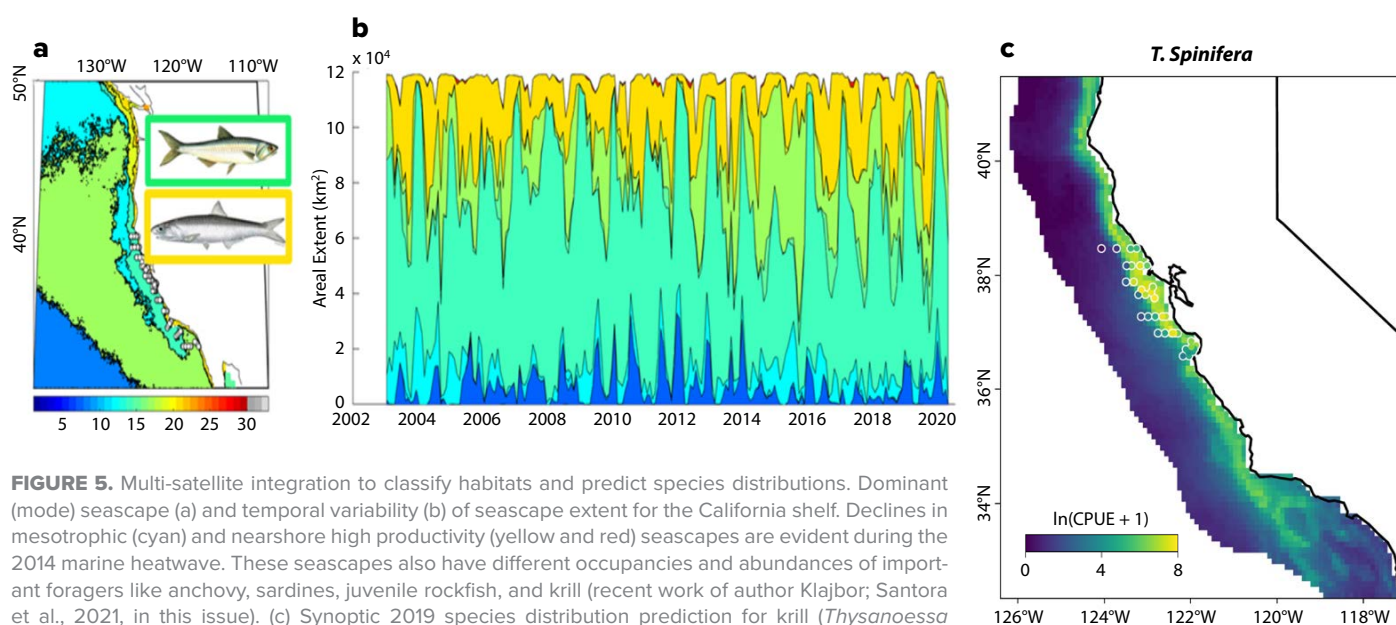 a
130°W 120°W 110°W
50°N
40°N
5 10 15 20 25 30
b
x 10⁴
Areal Extent (km²)
12
10
8
6
4
2
0
2002 2004 2006 2008 2010 2012 2014 2016 2018 2020
c
T. Spinifera
40°N
38°N
36°N
34°N
ln(CPUE + 1)
0 4 8
126°W 124°W 122°W 120°W 118°W
FIGURE 5. Multi-satellite integration to classify habitats and predict species distributions. Dominant
(mode) seascape (a) and temporal variability (b) of seascape extent for the California shelf. Declines in
mesotrophic (cyan) and nearshore high productivity (yellow and red) seascapes are evident during the
2014 marine heatwave. These seascapes also have different occupancies and abundances of import-
ant foragers like anchovy, sardines, juvenile rockfish, and krill (recent work of author Klajbor; Santora
et al., 2021, in this issue). (c) Synoptic 2019 species distribution prediction for krill (Thysanoessa